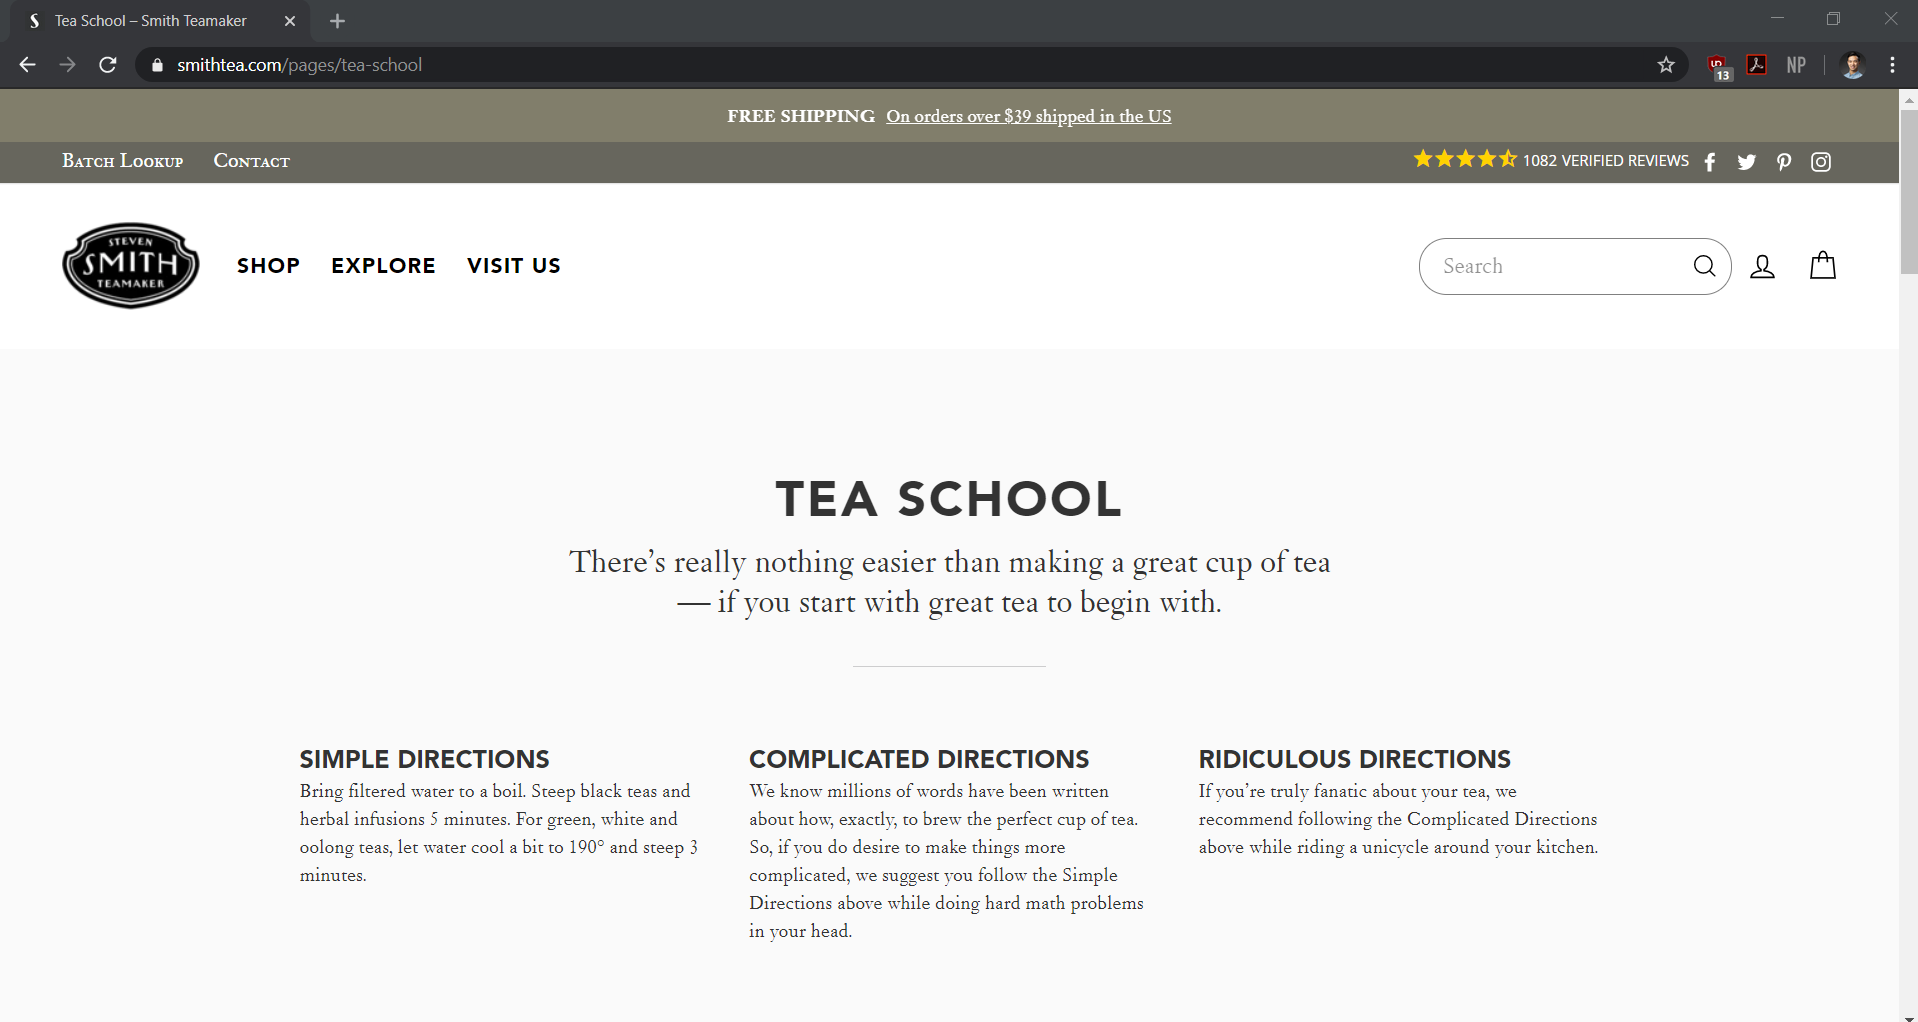 Tea School – Smith Teamaker
smithtea.com/pages/tea-school
13
NP
FREE SHIPPING On orders over $39 shipped in the US
Batch Lookup Contact
1082 VERIFIED REVIEWS
STEVEN
SMITH
TEAMAKER
SHOP EXPLORE VISIT US
Search
TEA SCHOOL
There’s really nothing easier than making a great cup of tea
— if you start with great tea to begin with.
SIMPLE DIRECTIONS
Bring filtered water to a boil. Steep black teas and
herbal infusions 5 minutes. For green, white and
oolong teas, let water cool a bit to 190° and steep 3
minutes.
COMPLICATED DIRECTIONS
We know millions of words have been written
about how, exactly, to brew the perfect cup of tea.
So, if you do desire to make things more
complicated, we suggest you follow the Simple
Directions above while doing hard math problems
in your head.
RIDICULOUS DIRECTIONS
If you’re truly fanatic about your tea, we
recommend following the Complicated Directions
above while riding a unicycle around your kitchen.